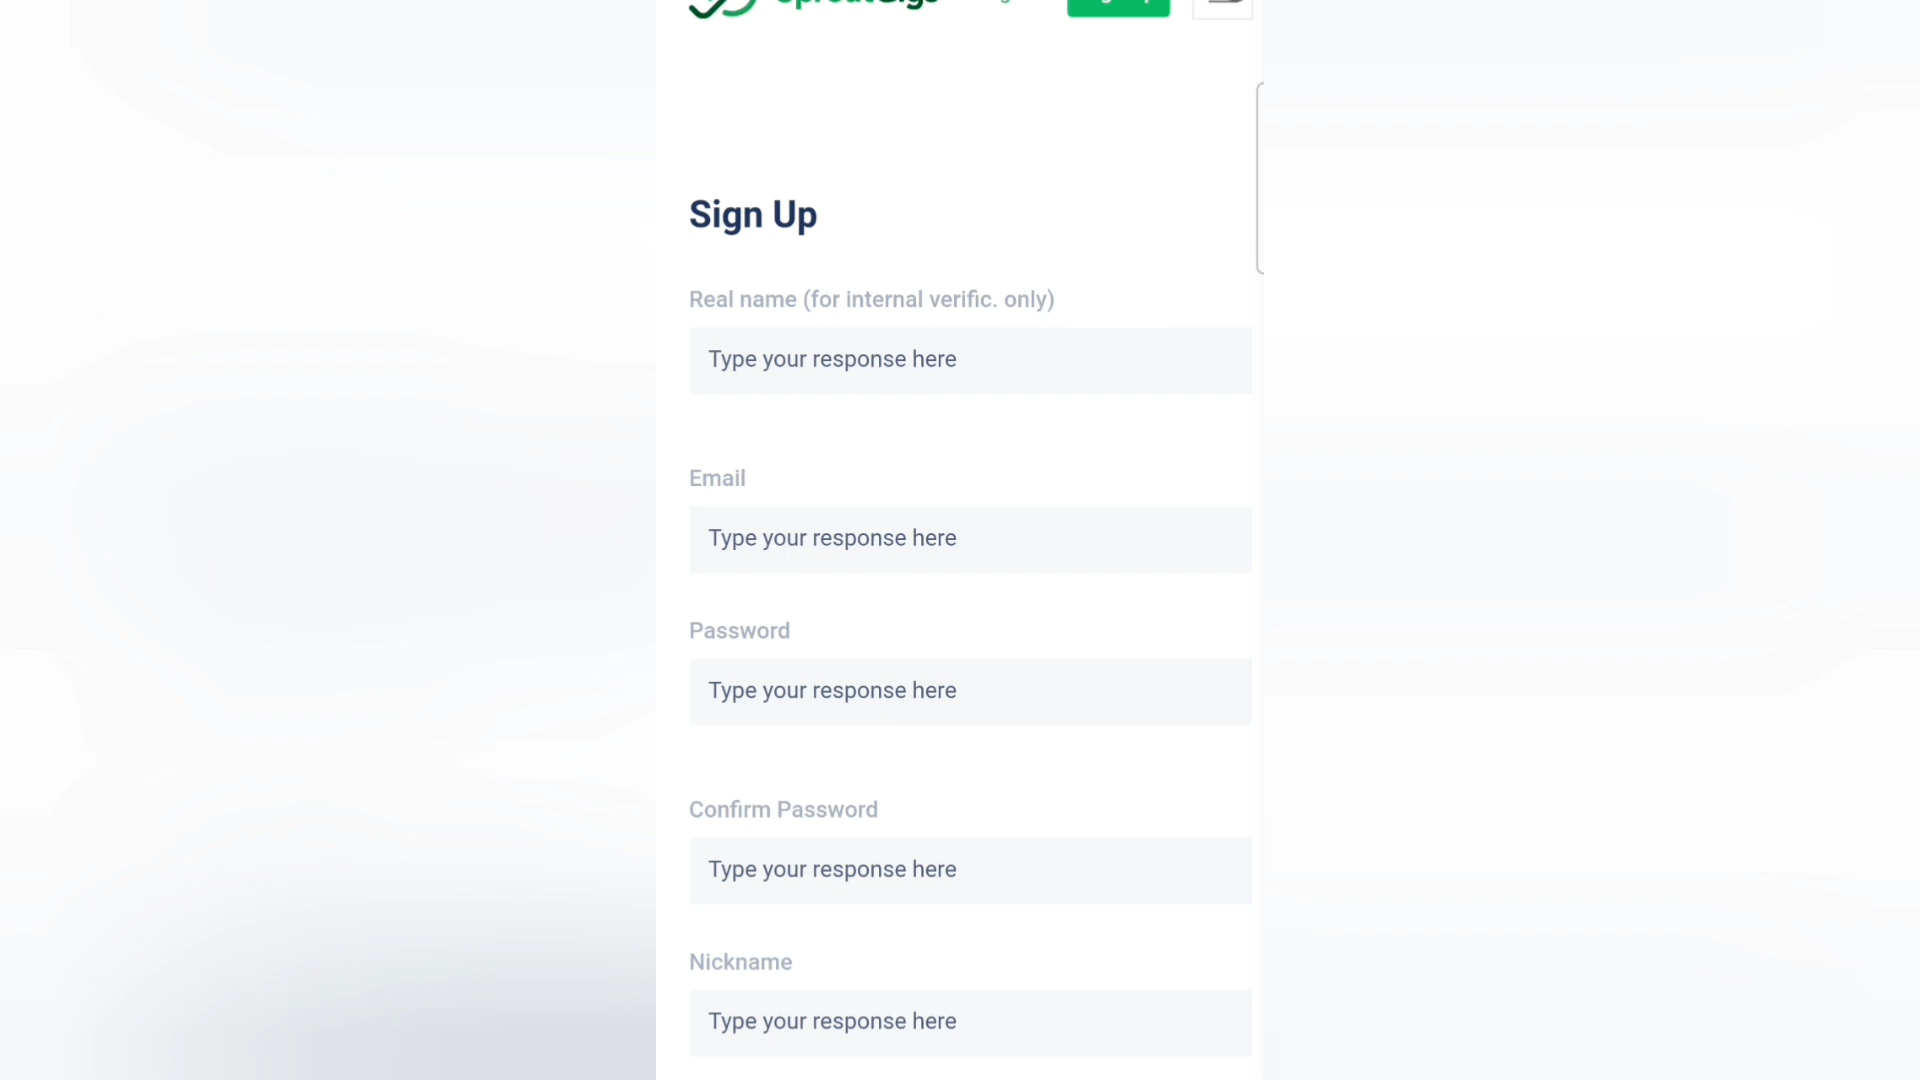 SproutGigs
Sign Up
Real name (for internal verific. only)
Type your response here
Email
Type your response here
Password
Type your response here
Confirm Password
Type your response here
Nickname
Type your response here